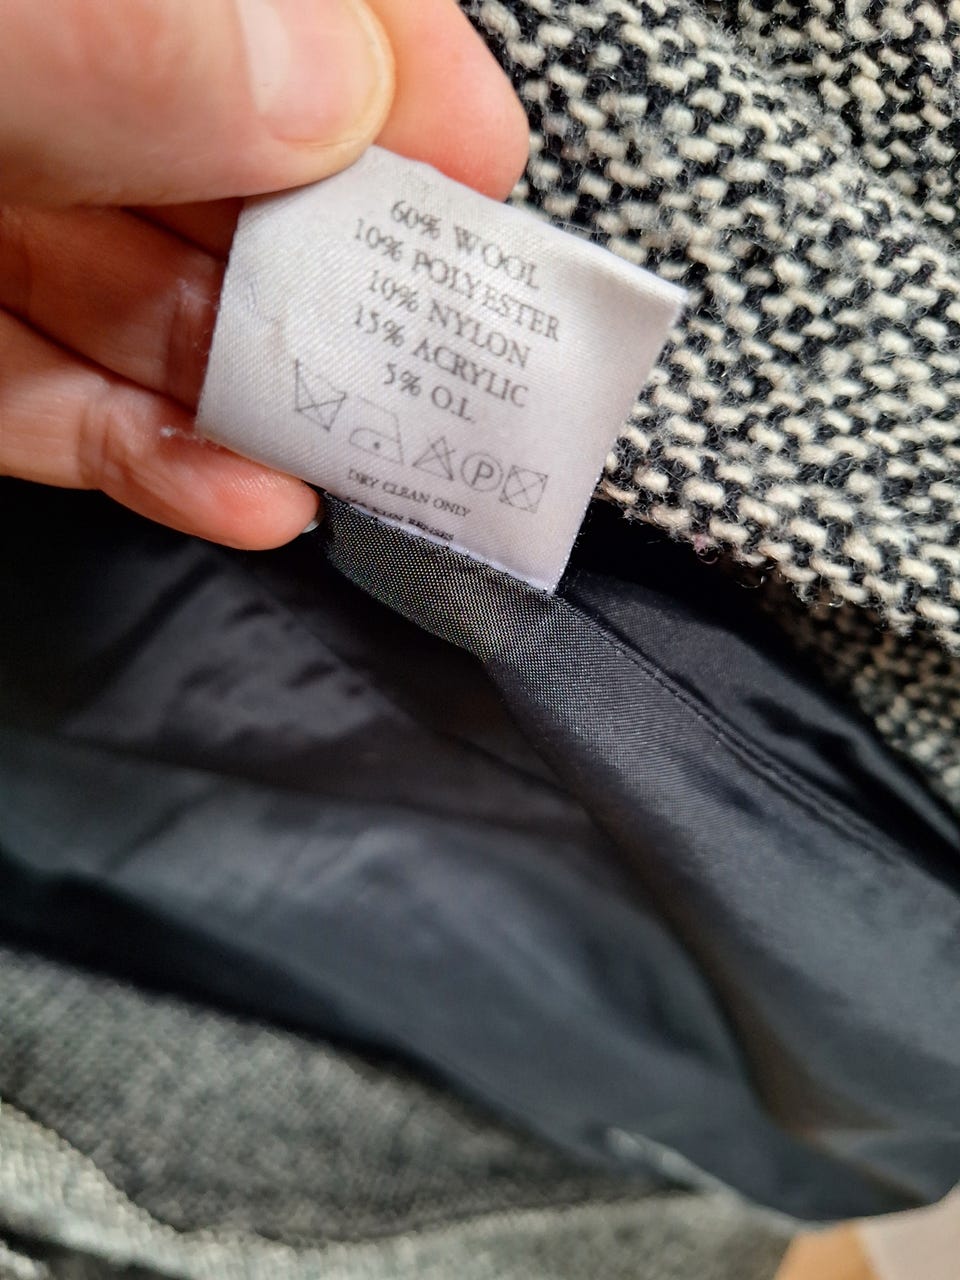 60% WOOL
10% POLYESTER
10% NYLON
15% ACRYLIC
5% O.L
P
DRY CLEAN ONLY